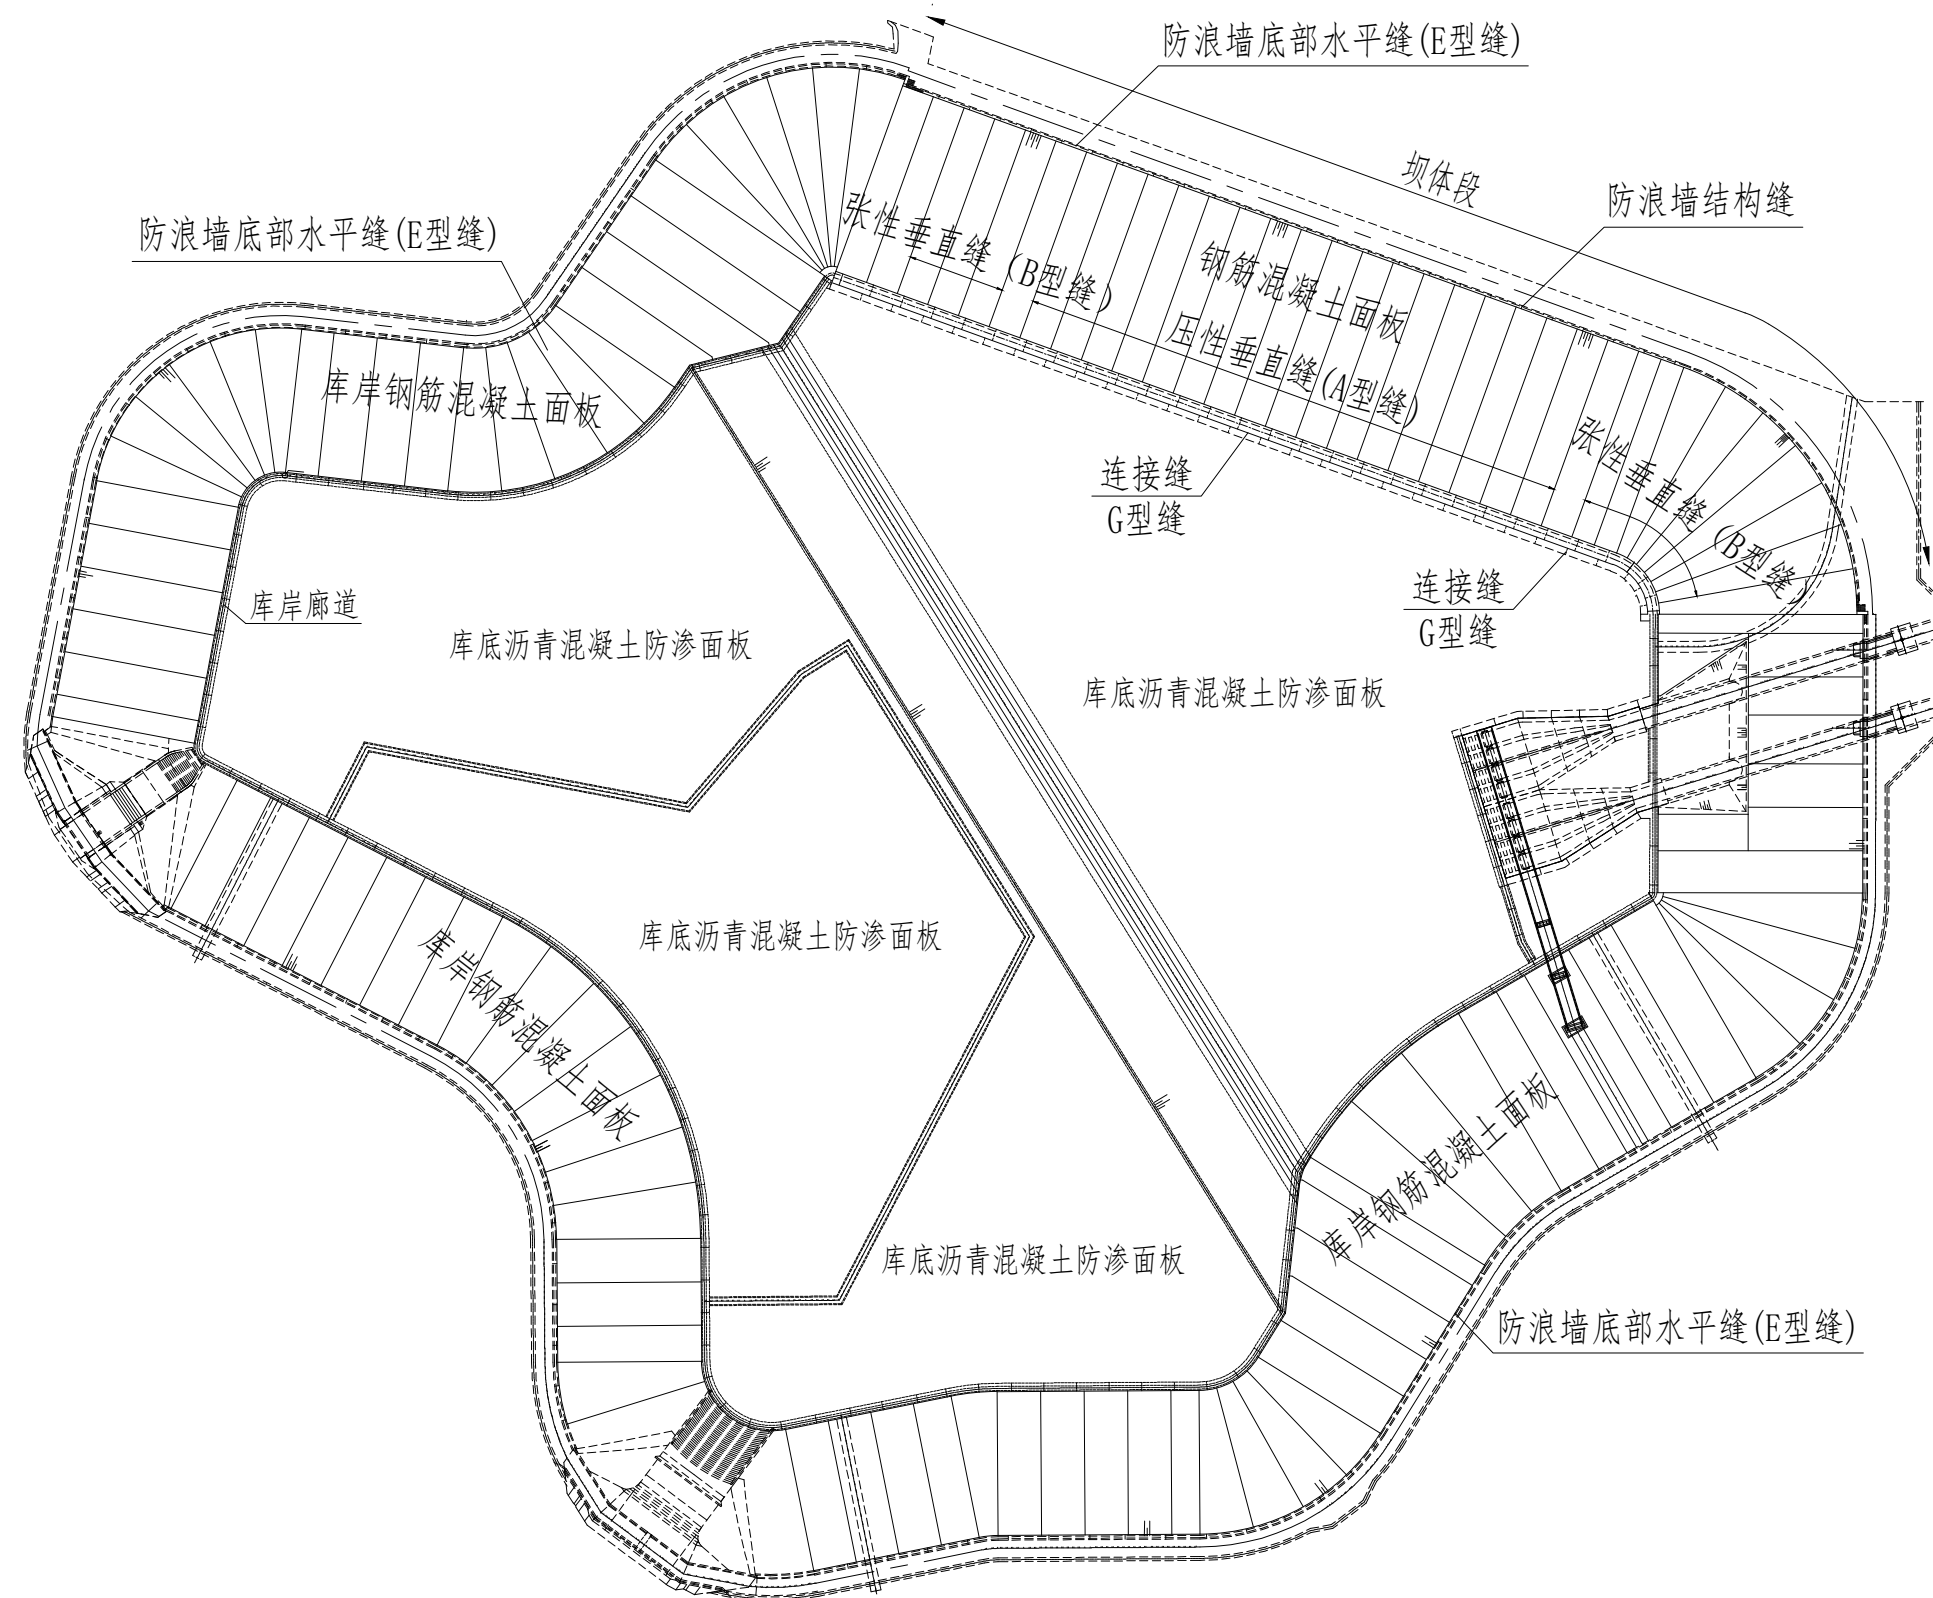 防浪墙底部水平缝(E型缝)
坝体段
防浪墙结构缝
防浪墙底部水平缝(E型缝)
张性垂直缝(B型缝)
钢筋混凝土面板
压性垂直缝(A型缝)
库岸钢筋混凝土面板
张性垂直缝(B型缝)
连接缝
G型缝
连接缝
G型缝
库岸廊道
库底沥青混凝土防渗面板
库底沥青混凝土防渗面板
库底沥青混凝土防渗面板
库岸钢筋混凝土面板
库岸钢筋混凝土面板
库底沥青混凝土防渗面板
防浪墙底部水平缝(E型缝)